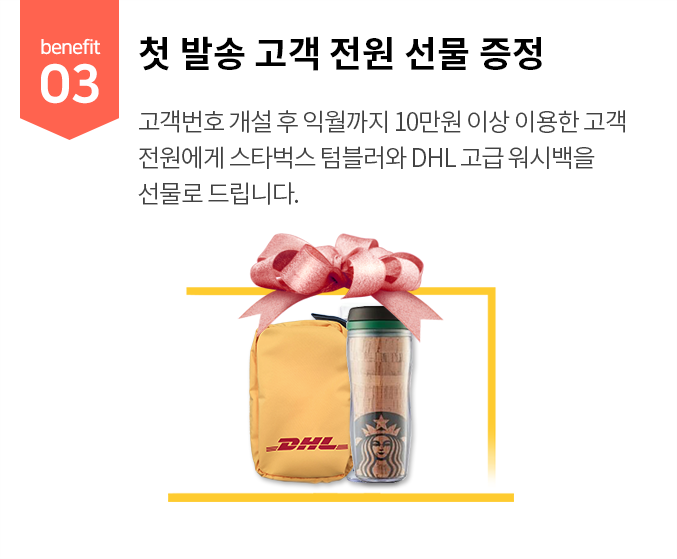 benefit
03
첫 발송 고객 전원 선물 증정
고객번호 개설 후 익월까지 10만원 이상 이용한 고객
전원에게 스타벅스 텀블러와 DHL 고급 워시백을
선물로 드립니다.
DHL